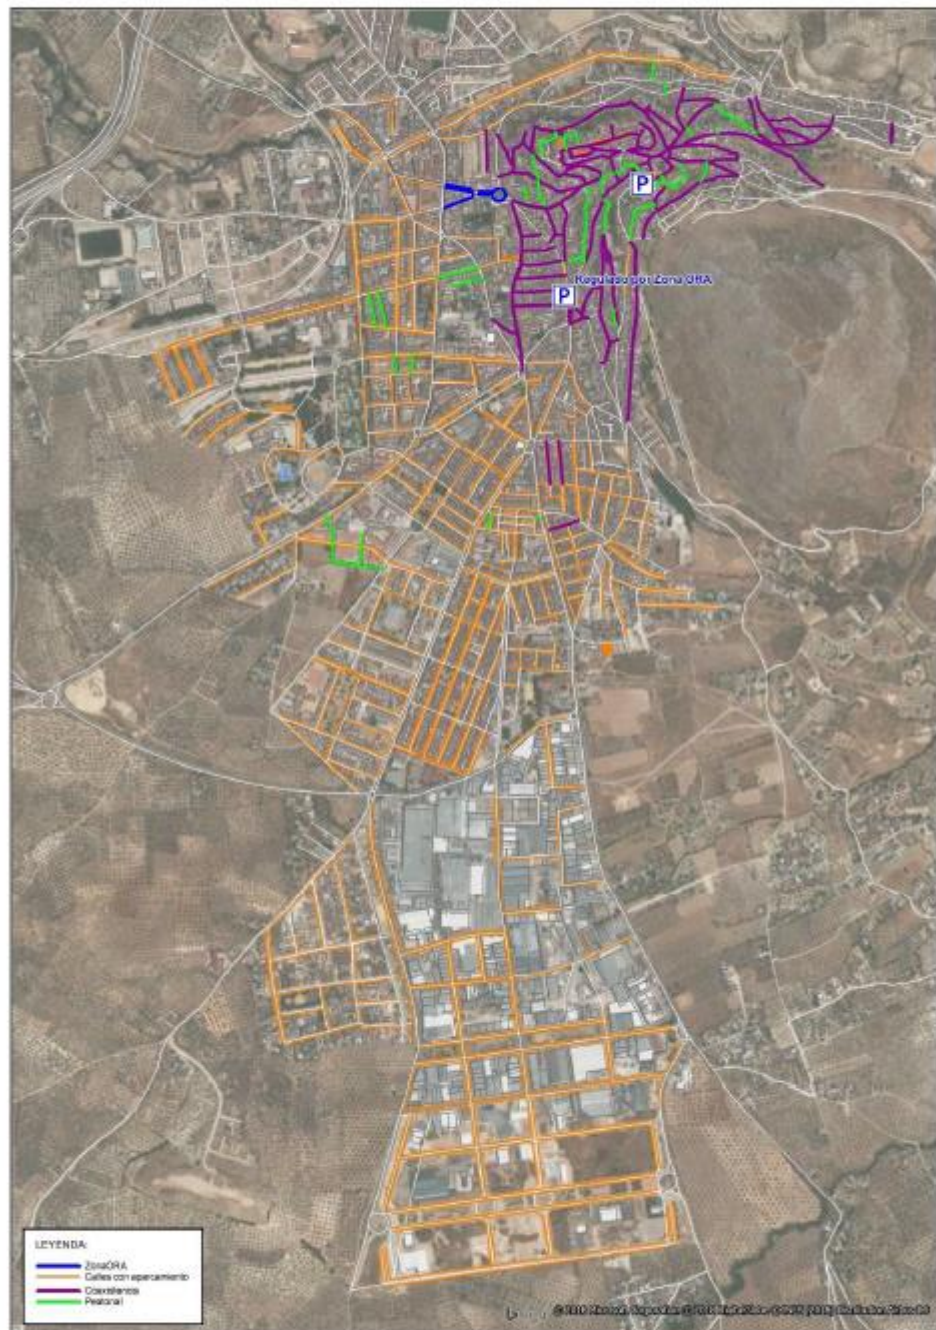 P
Regulado por Zona ORA
P
LEYENDA:
ZonaORA
Calles con aparcamiento
Coexistencia
Peatonal